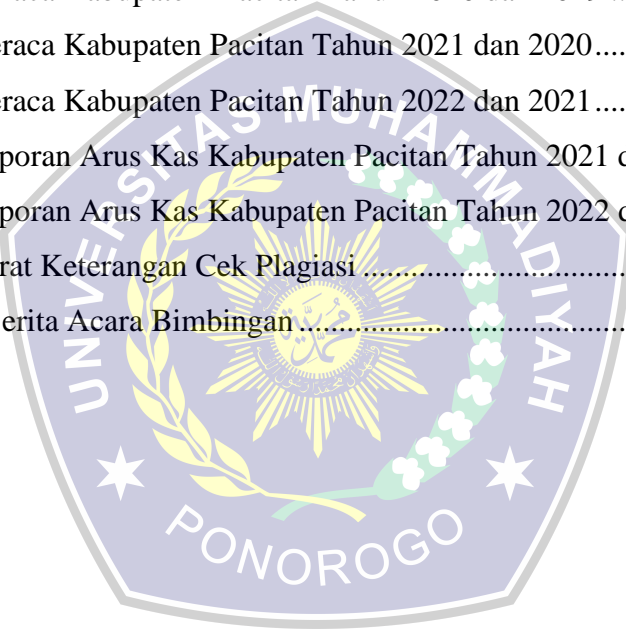 eraca Kabupaten Pacitan Tahun 2021 dan 2020....
eraca Kabupaten Pacitan Tahun 2022 dan 2021....
poran Arus Kas Kabupaten Pacitan Tahun 2021 d
poran Arus Kas Kabupaten Pacitan Tahun 2022 d
rat Keterangan Cek Plagiasi.................................
erita Acara Bimbingan.........................................
UNIVERSITAS MUHAMMADIYAH
PONOROGO